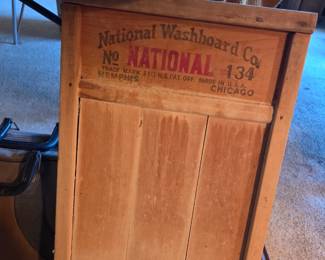 National Washboard Co.
No NATIONAL 134
TRADE MARK REG. U.S. PAT. OFF. MADE IN U.S.A.
MEMPHIS CHICAGO